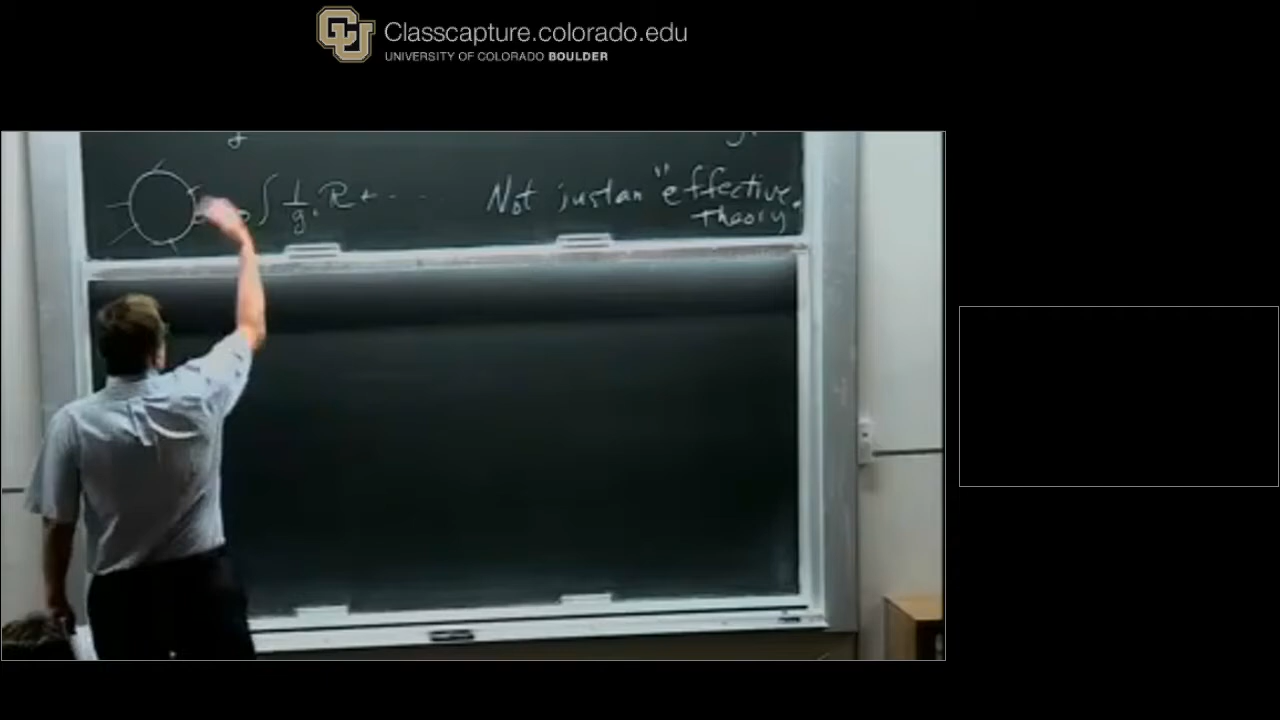 Classcapture.colorado.edu
UNIVERSITY OF COLORADO BOULDER
∫ 1/g R + ... Not just an "effective
Theory